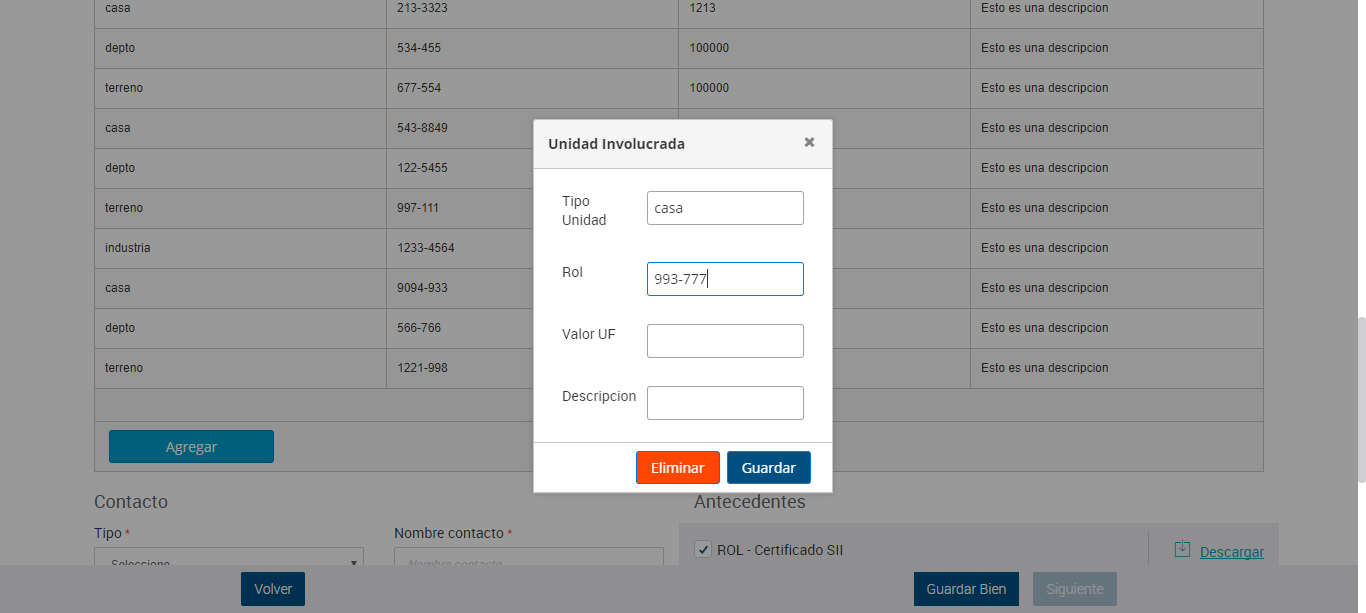 casa 213-3323 1213 Esto es una descripcion
depto 534-455 100000 Esto es una descripcion
terreno 677-554 100000 Esto es una descripcion
casa 543-8849 Esto es una descripcion
depto 122-5455 Esto es una descripcion
terreno 997-111 Esto es una descripcion
industria 1233-4564 Esto es una descripcion
casa 9094-933 Esto es una descripcion
depto 566-766 Esto es una descripcion
terreno 1221-998 Esto es una descripcion
Agregar
Unidad Involucrada ✖
Tipo
Unidad
casa
Rol 993-777
Valor UF
Descripcion
Eliminar Guardar
Contacto
Tipo * Nombre contacto *
Seleccione Nombre contacto
Antecedentes
ROL - Certificado SII Descargar
Volver Guardar Bien Siguiente